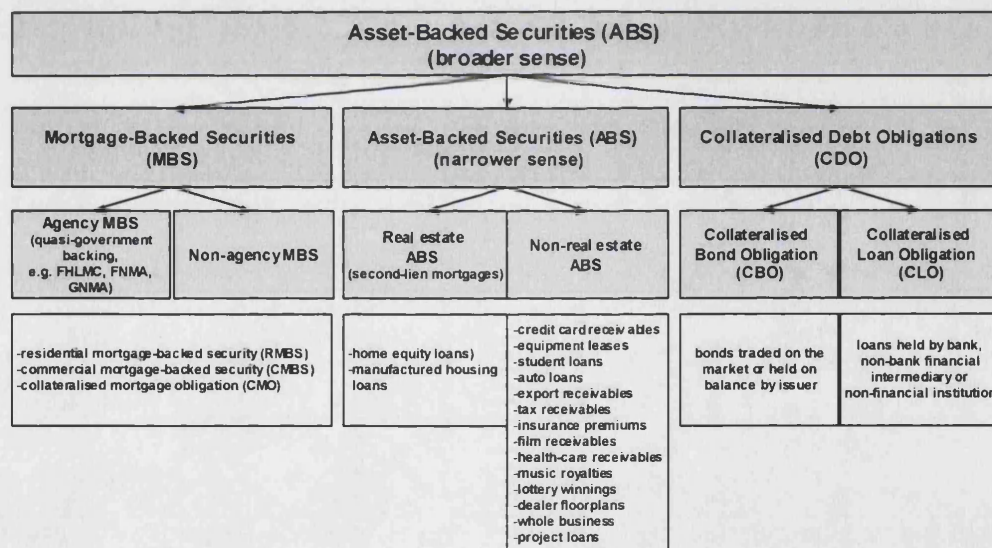 Asset-Backed Securities (ABS)
(broader sense)
Mortgage-Backed Securities
(MBS)
Asset-Backed Securities (ABS)
(narrower sense)
Collateralised Debt Obligations
(CDO)
Agency MBS
(quasi-government
backing,
e.g. FHLMC, FNMA,
GNMA)
Non-agency MBS
Real estate
ABS
(second-lien mortgages)
Non-real estate
ABS
Collateralised
Bond Obligation
(CBO)
Collateralised
Loan Obligation
(CLO)
-residential mortgage-backed security (RMBS)
-commercial mortgage-backed security (CMBS)
-collateralised mortgage obligation (CMO)
-home equity loans)
-manufactured housing
loans
-credit card receivables
-equipment leases
-student loans
-auto loans
-export receivables
-tax receivables
-insurance premiums
-film receivables
-health-care receivables
-music royalties
-lottery winnings
-dealer floorplans
-whole business
-project loans
bonds traded on the
market or held on
balance by issuer
loans held by bank,
non-bank financial
intermediary or
non-financial institution